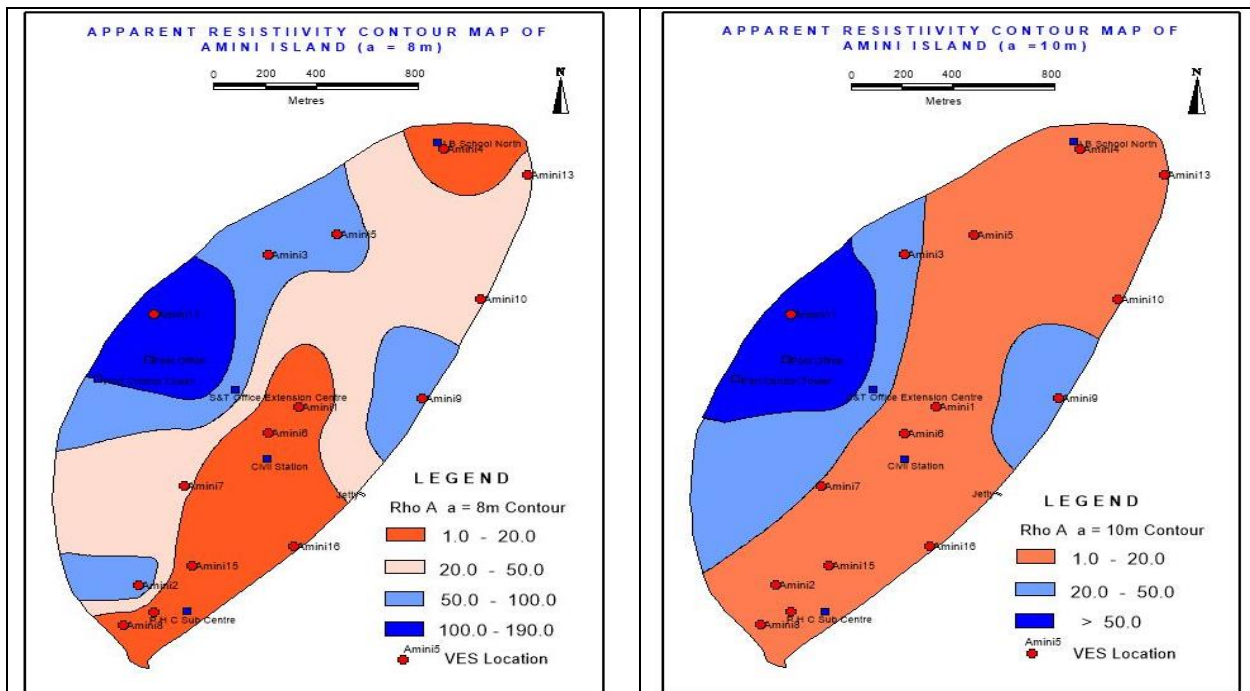 APPARENT RESISTIIVITY CONTOUR MAP OF
AMINI ISLAND (a = 8m)
0 200 400 800
Metres
N
Amini4
Amini13
Amini5
Amini3
Amini10
Amini11
S&T Office Extension Centre
Amini1
Amini9
Amini6
Civil Station
Amini7
Jetty
Amini16
Amini15
Amini2
P H C Sub Centre
Amini8
LEGEND
Rho A a = 8m Contour
1.0 - 20.0
20.0 - 50.0
50.0 - 100.0
100.0 - 190.0
Amini5
VES Location
APPARENT RESISTIIVITY CONTOUR MAP OF
AMINI ISLAND (a =10m)
0 200 400 800
Metres
N
J B School North
Amini4
Amini13
Amini5
Amini3
Amini10
S&T Office Extension Centre
Amini1
Amini9
Amini6
Civil Station
Amini7
Jetty
Amini16
Amini15
Amini2
P H C Sub Centre
Amini8
LEGEND
Rho A a = 10m Contour
1.0 - 20.0
20.0 - 50.0
> 50.0
Amini5
VES Location